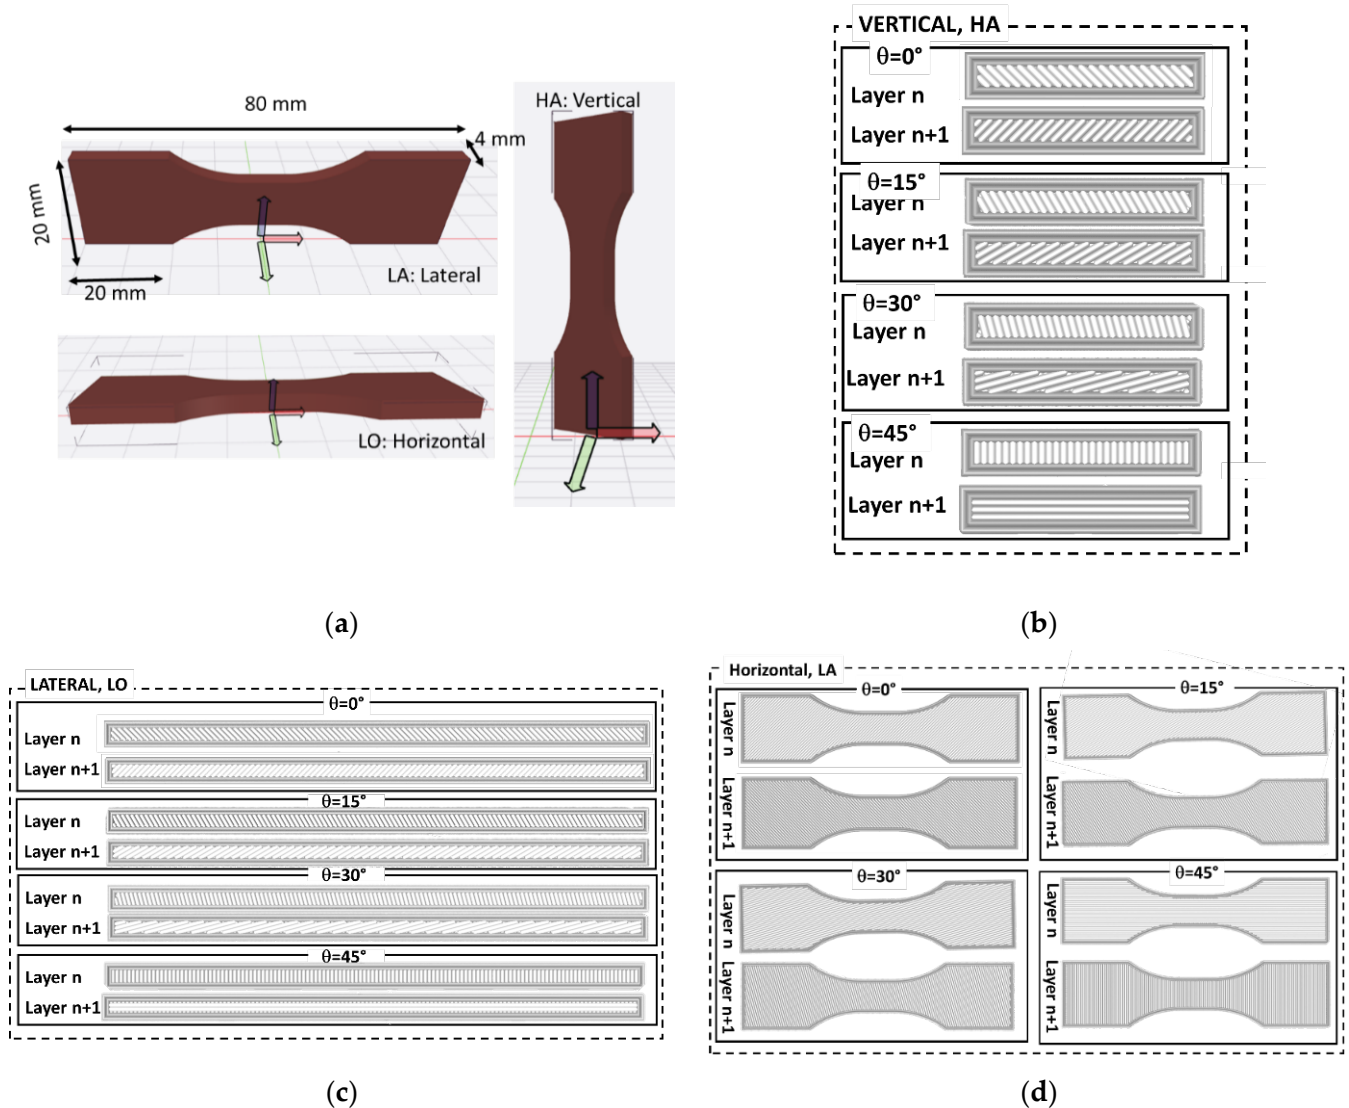 80 mm
4 mm
20 mm
20 mm
LA: Lateral
LO: Horizontal
HA: Vertical
(a)
VERTICAL, HA
θ=0°
Layer n
Layer n+1
θ=15°
Layer n
Layer n+1
θ=30°
Layer n
Layer n+1
θ=45°
Layer n
Layer n+1
(b)
LATERAL, LO
θ=0°
Layer n
Layer n+1
θ=15°
Layer n
Layer n+1
θ=30°
Layer n
Layer n+1
θ=45°
Layer n
Layer n+1
(c)
Horizontal, LA
θ=0°
Layer n
Layer n+1
θ=15°
Layer n
Layer n+1
θ=30°
Layer n
Layer n+1
θ=45°
Layer n
Layer n+1
(d)